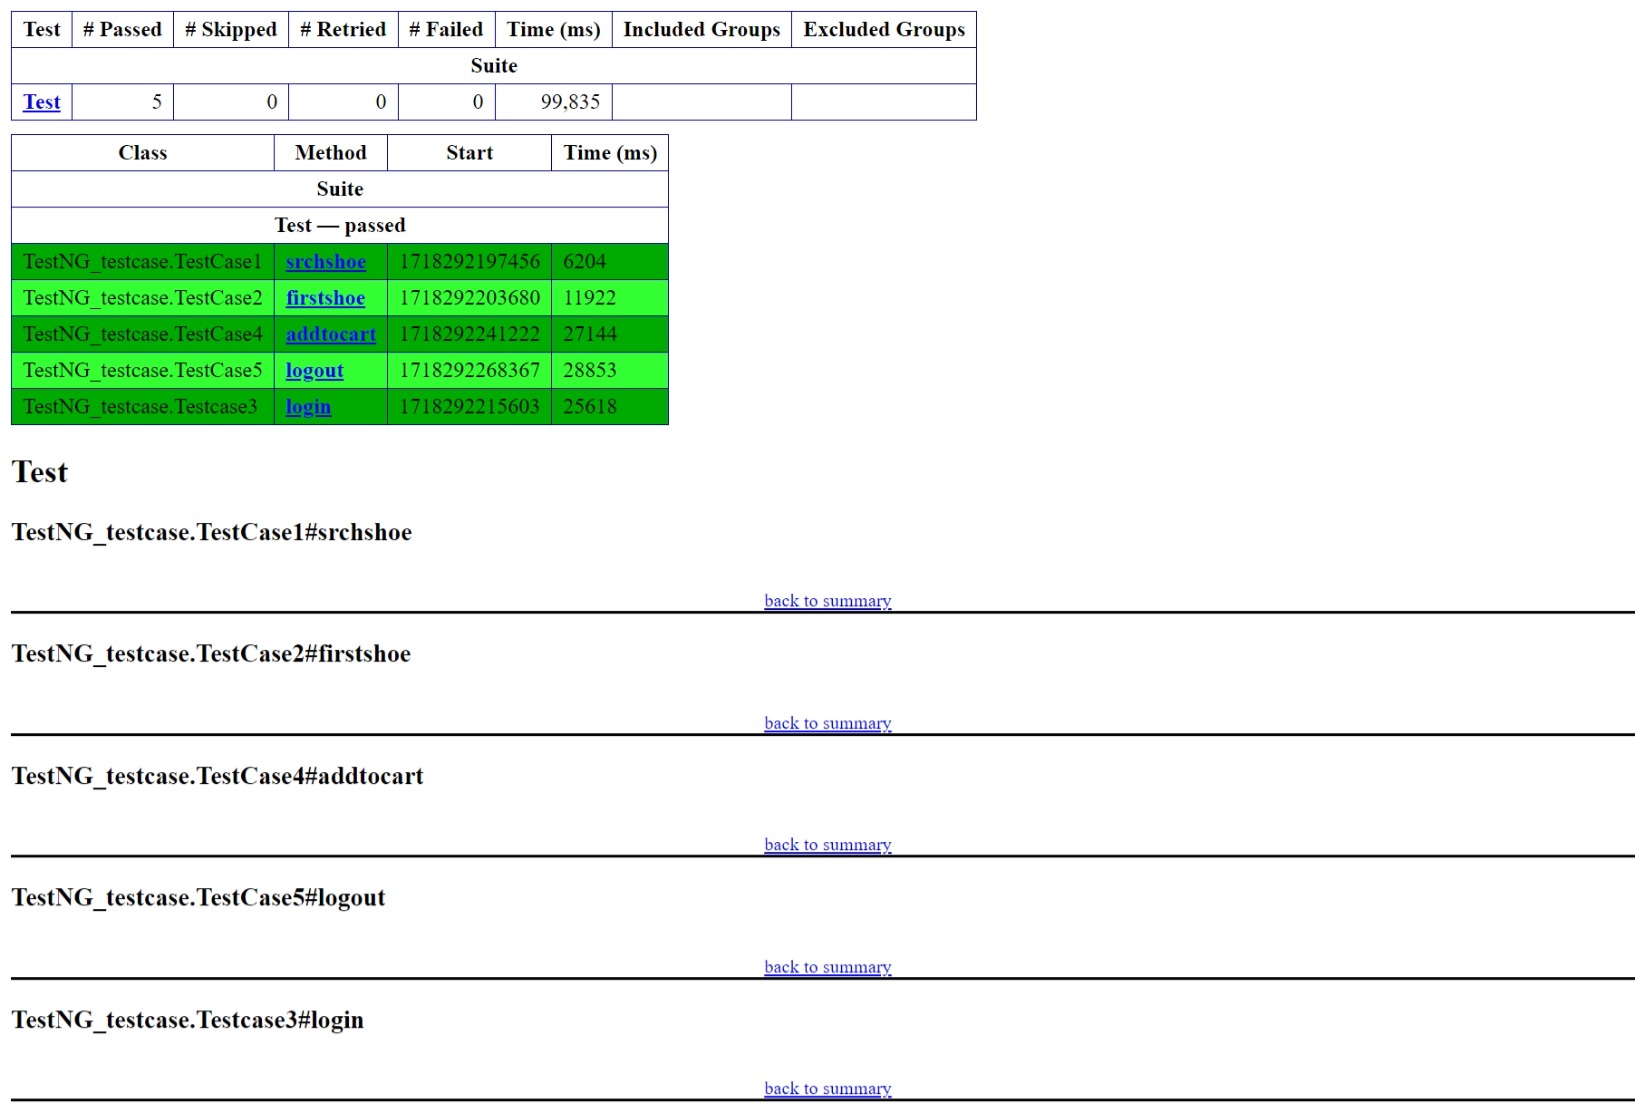 Test # Passed # Skipped # Retried # Failed Time (ms) Included Groups Excluded Groups
Suite
Test 5 0 0 0 99,835
Class Method Start Time (ms)
Suite
Test — passed
TestNG_testcase.TestCase1 srchshoe 1718292197456 6204
TestNG_testcase.TestCase2 firstshoe 1718292203680 11922
TestNG_testcase.TestCase4 addtocart 1718292241222 27144
TestNG_testcase.TestCase5 logout 1718292268367 28853
TestNG_testcase.Testcase3 login 1718292215603 25618
Test
TestNG_testcase.TestCase1#srchshoe
back to summary
TestNG_testcase.TestCase2#firstshoe
back to summary
TestNG_testcase.TestCase4#addtocart
back to summary
TestNG_testcase.TestCase5#logout
back to summary
TestNG_testcase.Testcase3#login
back to summary